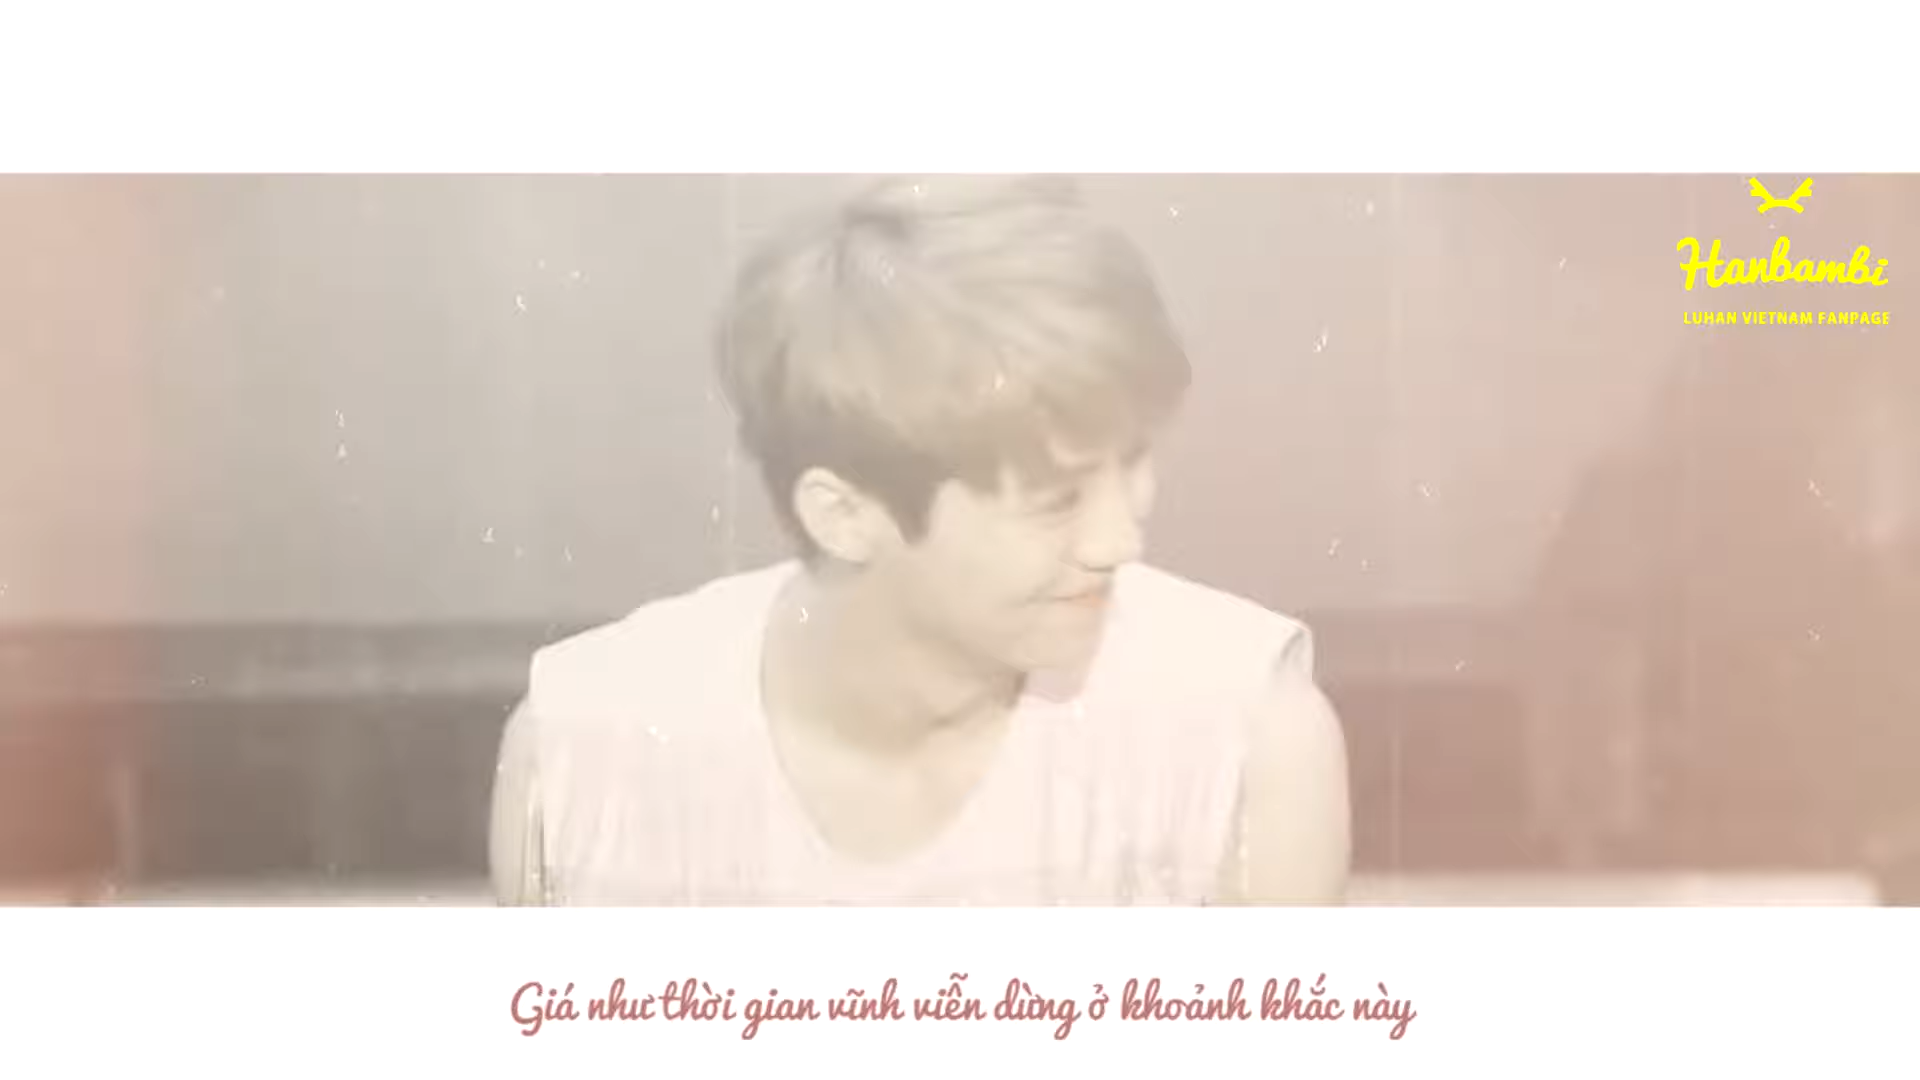 Hanbambi
LUHAN VIETNAM FANPAGE
Giá như thời gian vĩnh viễn dừng ở khoảnh khắc này